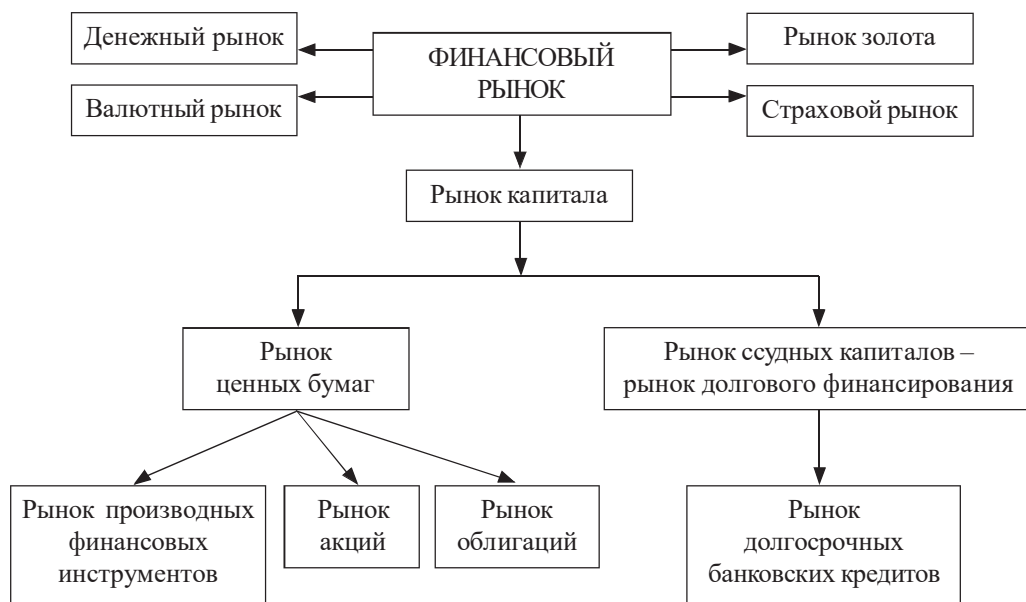 Денежный рынок
ФИНАНСОВЫЙ
РЫНОК
Рынок золота
Валютный рынок
Страховой рынок
Рынок капитала
Рынок
ценных бумаг
Рынок ссудных капиталов –
рынок долгового финансирования
Рынок производных
финансовых
инструментов
Рынок
акций
Рынок
облигаций
Рынок
долгосрочных
банковских кредитов